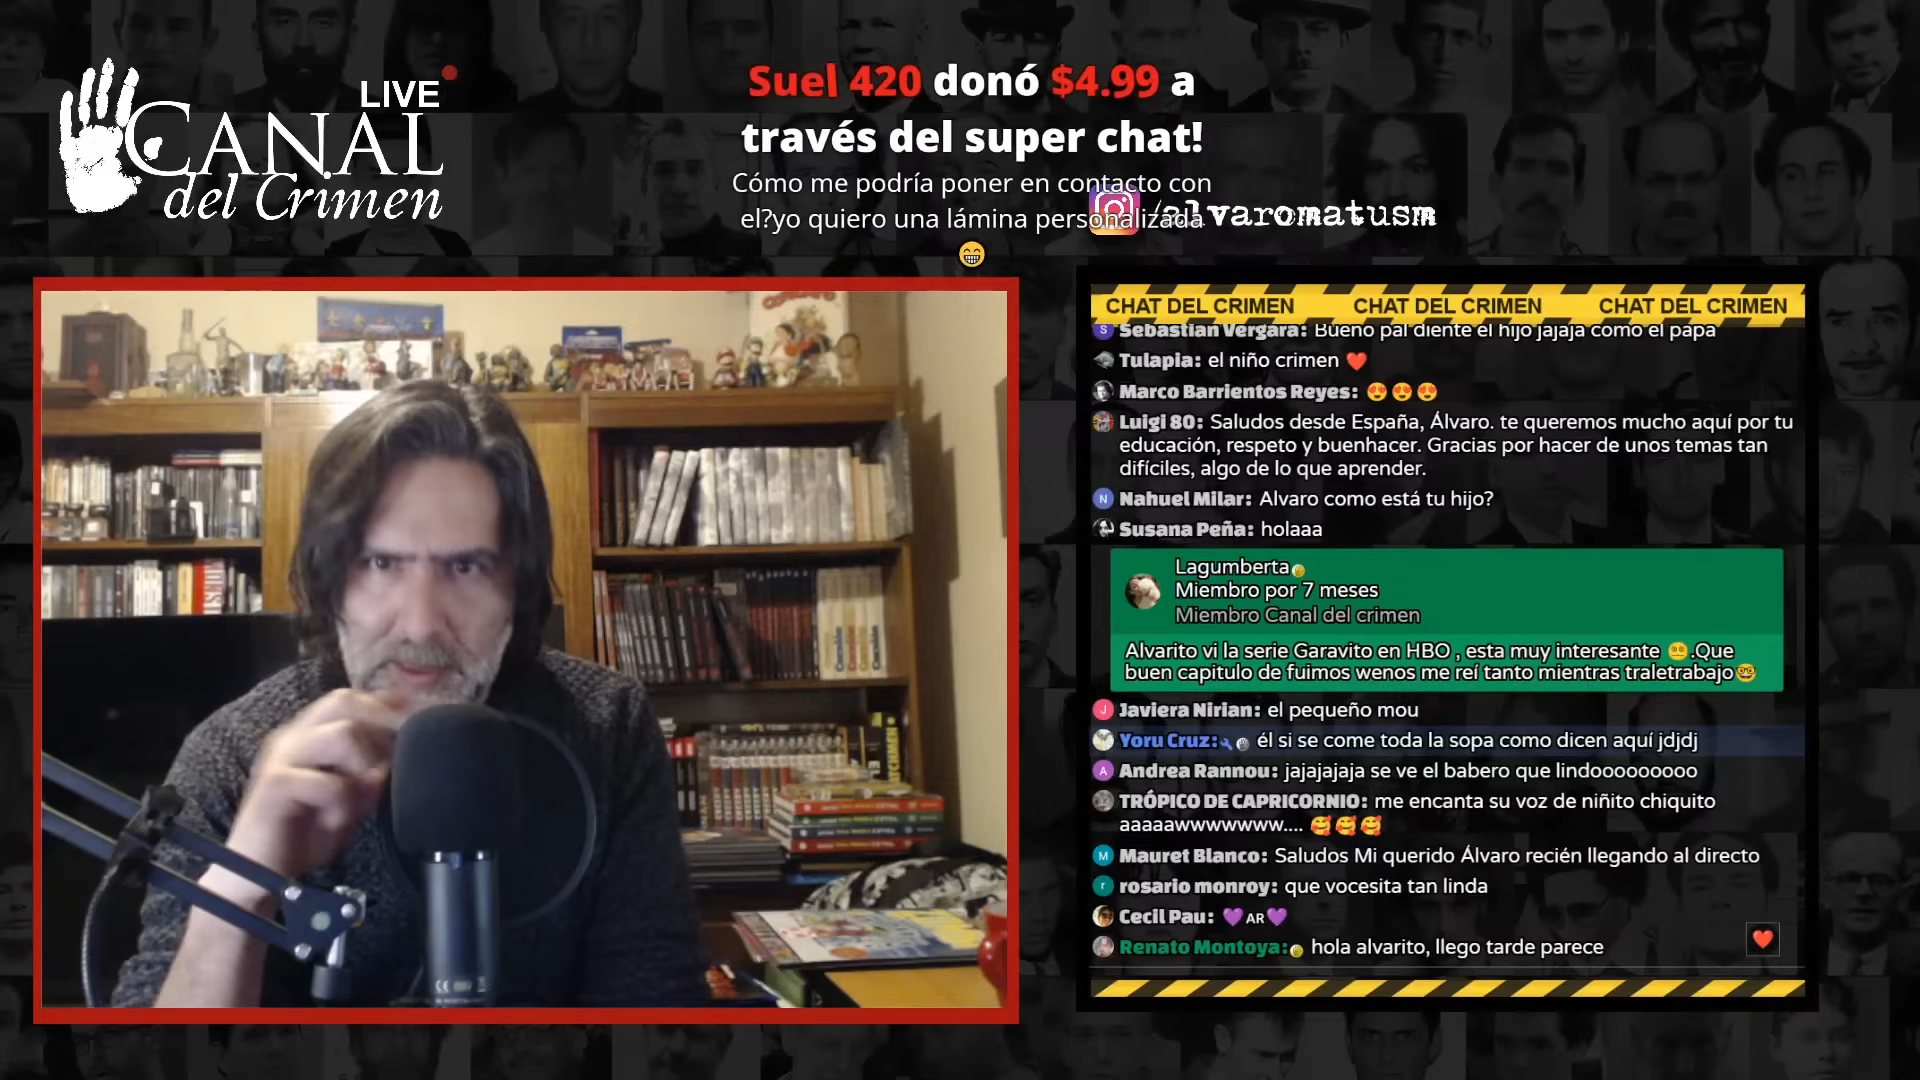 LIVE
CANAL
del Crimen
Suel 420 donó $4.99 a
través del super chat!
Cómo me podría poner en contacto con
el?yo quiero una lámina personalizada
😁
/alvaromatusm
CHAT DEL CRIMEN CHAT DEL CRIMEN CHAT DEL CRIMEN
S Sebastian Vergara: Bueno pal diente el hijo jajaja como el papa
Tulapia: el niño crimen ❤️
Marco Barrientos Reyes: 😍😍😍
Luigi 80: Saludos desde España, Álvaro. te queremos mucho aquí por tu
educación, respeto y buenhacer. Gracias por hacer de unos temas tan
difíciles, algo de lo que aprender.
N Nahuel Milar: Alvaro como está tu hijo?
Susana Peña: holaaa
Lagumberta
Miembro por 7 meses
Miembro Canal del crimen
Alvarito vi la serie Garavito en HBO , esta muy interesante 😵‍💫.Que
buen capitulo de fuimos wenos me reí tanto mientras traletrabajo🤓
J Javiera Nirian: el pequeño mou
Yoru Cruz: él si se come toda la sopa como dicen aquí jdjdj
A Andrea Rannou: jajajajaja se ve el babero que lindooooooooo
TRÓPICO DE CAPRICORNIO: me encanta su voz de niñito chiquito
aaaaawwwwwww.... 🥰🥰🥰
M Mauret Blanco: Saludos Mi querido Álvaro recién llegando al directo
r rosario monroy: que vocesita tan linda
Cecil Pau: 💜AR💜
Renato Montoya: hola alvarito, llego tarde parece